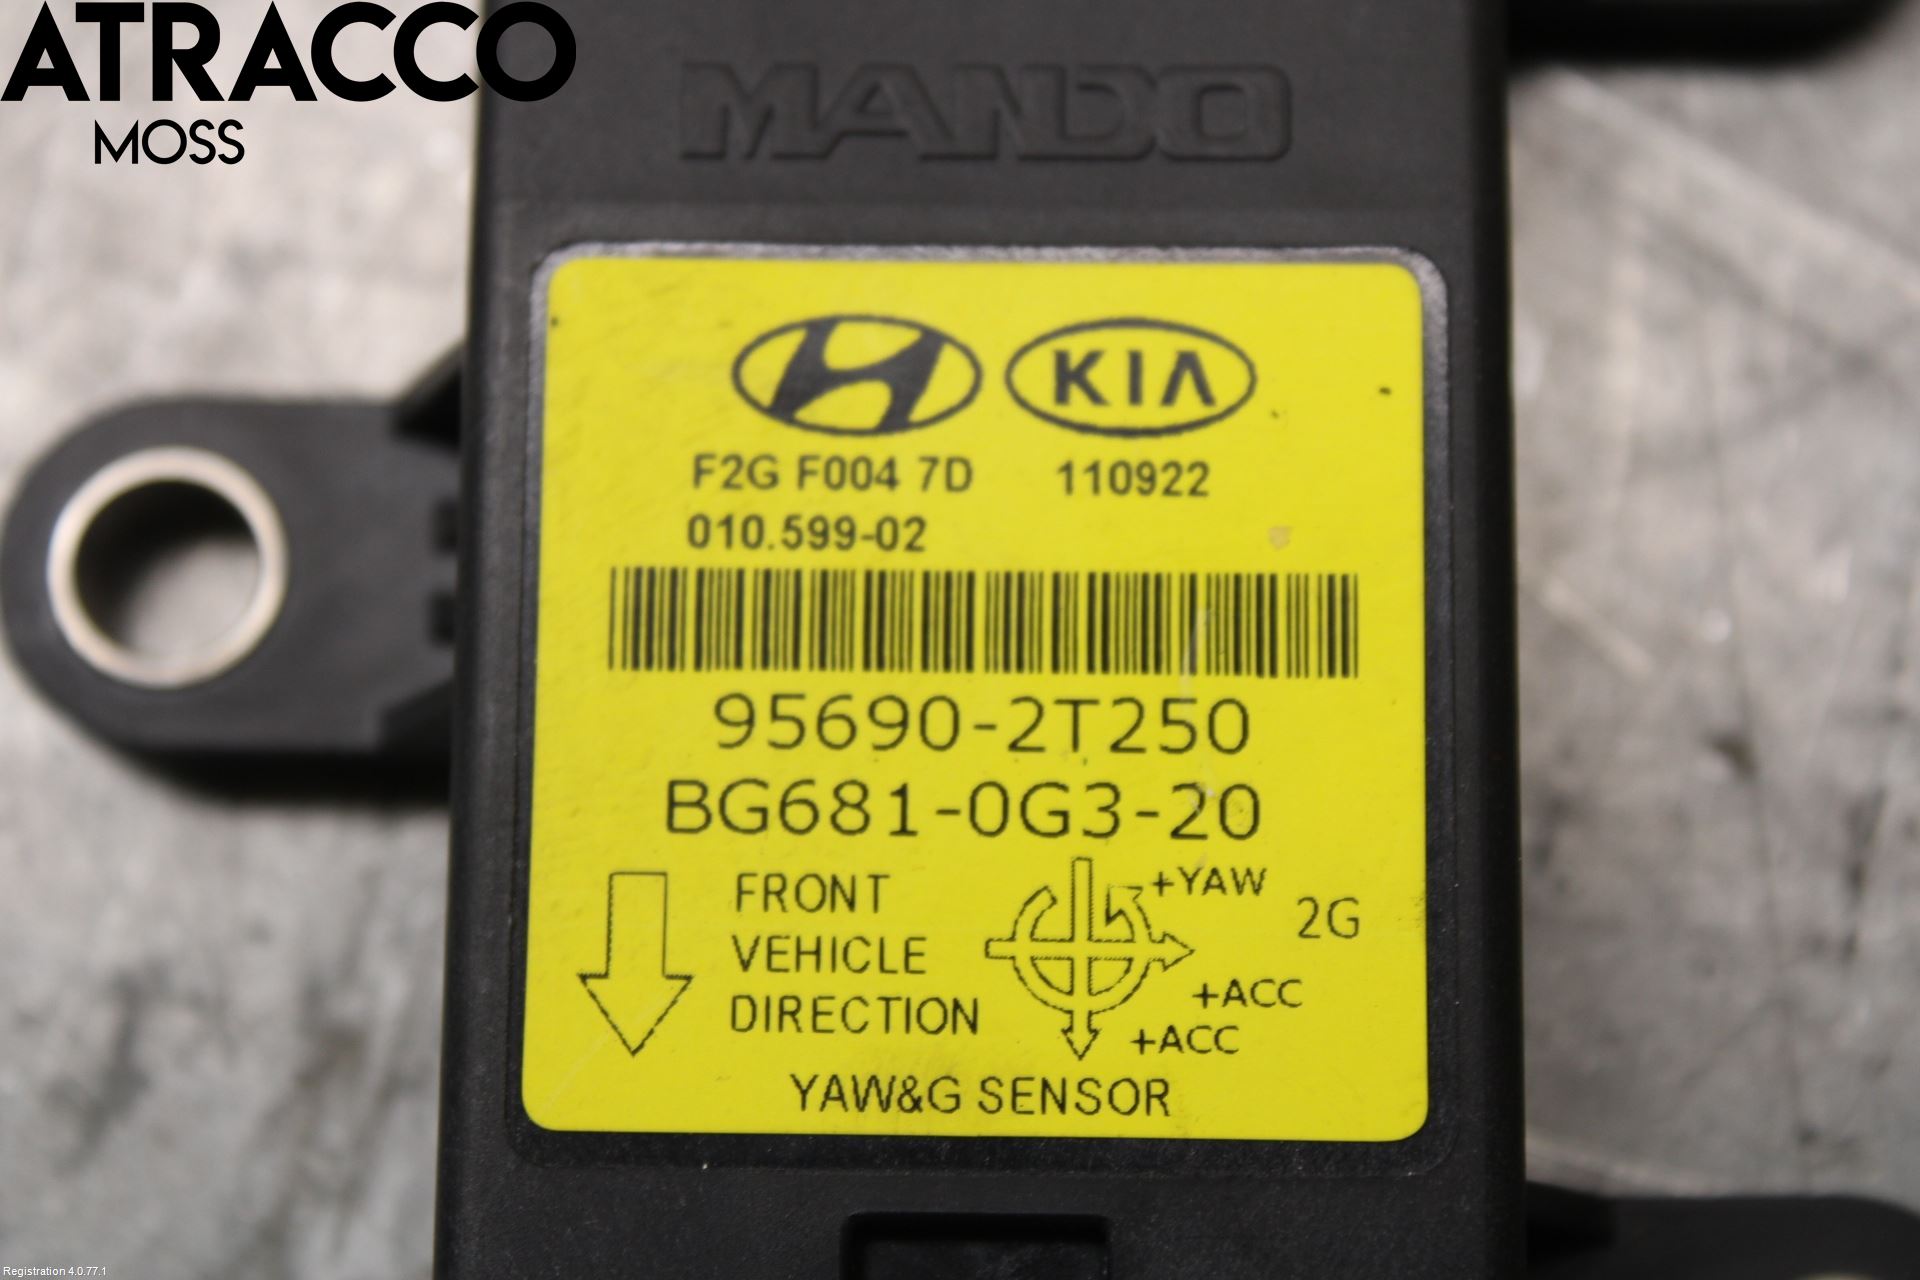 ATRACCO
MOSS
MANDO
KIA
F2G F004 7D 110922
010.599-02
95690-2T250
BG681-0G3-20
FRONT
VEHICLE
DIRECTION
+YAW
2G
+ACC
+ACC
YAW&G SENSOR
Registration 4.0.77.1